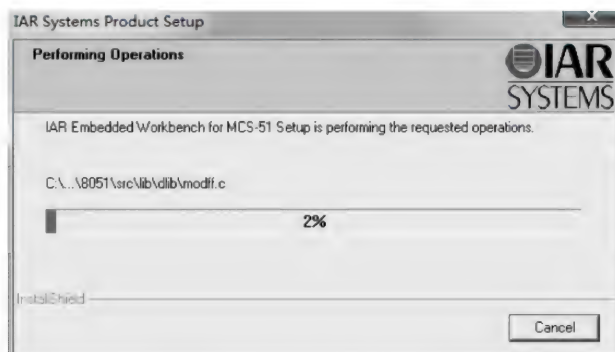 IAR Systems Product Setup
Performing Operations
IAR
SYSTEMS
IAR Embedded Workbench for MCS-51 Setup is performing the requested operations.
C:\...\8051\src\lib\dlib\modff.c
2%
InstallShield
Cancel